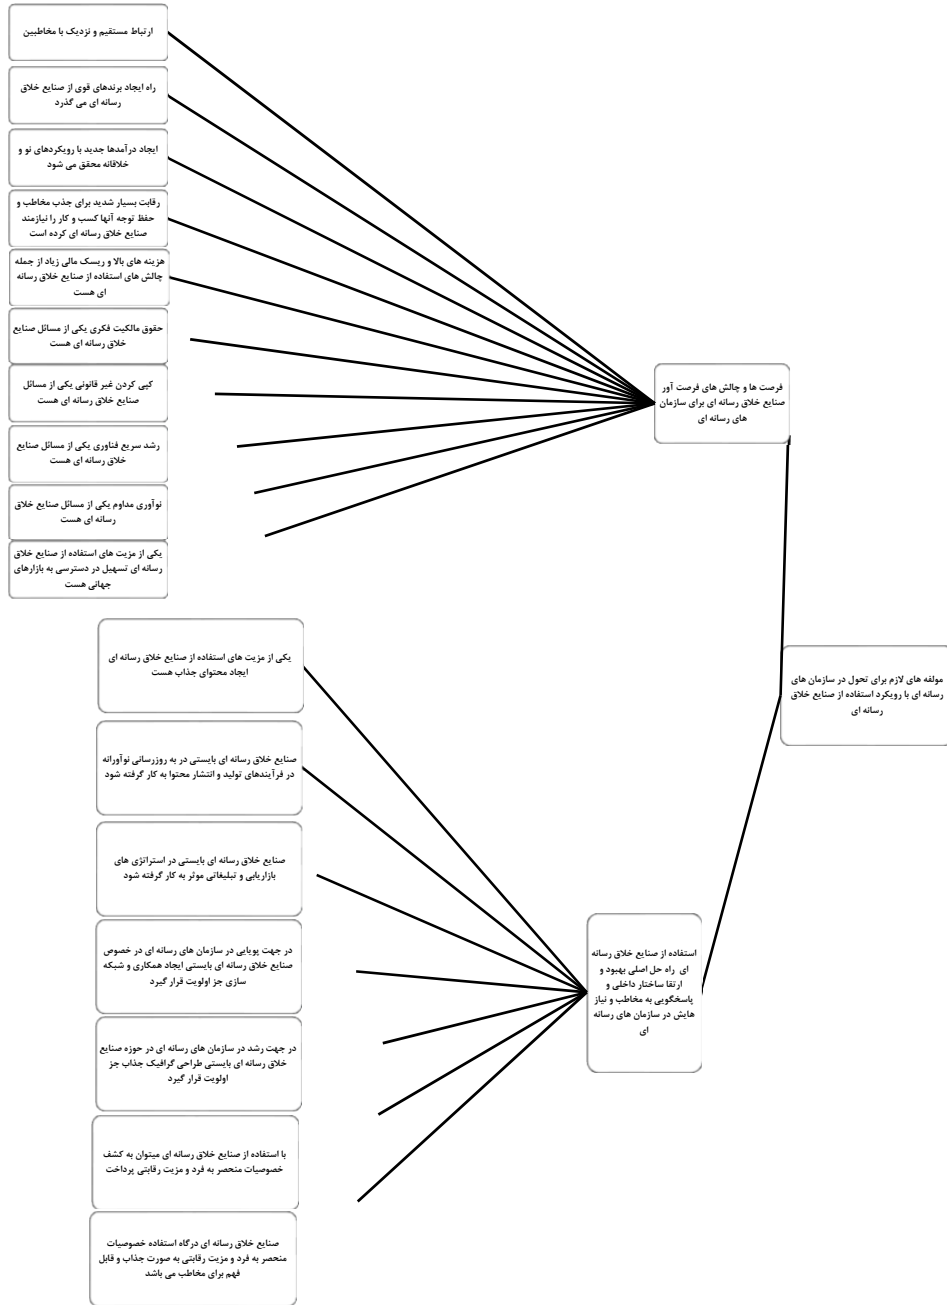 ارتباط مستقیم و نزدیک با مخاطبین
راه ایجاد برندهای قوی از صنایع خلاق
رسانه ای می گذرد
ایجاد درآمدها جدید با رویکردهای نو و
خلاقانه محقق می شود
رقابت بسیار شدید برای جذب مخاطب و
حفظ توجه آنها کسب و کار را نیازمند
صنایع خلاق رسانه ای کرده است
هزینه های بالا و ریسک مالی زیاد از جمله
چالش های استفاده از صنایع خلاق رسانه
ای هست
حقوق مالکیت فکری یکی از مسائل صنایع
خلاق رسانه ای هست
کپی کردن غیر قانونی یکی از مسائل
صنایع خلاق رسانه ای هست
رشد سریع فناوری یکی از مسائل صنایع
خلاق رسانه ای هست
نوآوری مداوم یکی از مسائل صنایع خلاق
رسانه ای هست
یکی از مزیت های استفاده از صنایع خلاق
رسانه ای تسهیل در دسترسی به بازارهای
جهانی هست
فرصت ها و چالش های فرصت آور
صنایع خلاق رسانه ای برای سازمان
های رسانه ای
مولفه های لازم برای تحول در سازمان های
رسانه ای با رویکرد استفاده از صنایع خلاق
رسانه ای
یکی از مزیت های استفاده از صنایع خلاق رسانه ای
ایجاد محتوای جذاب هست
صنایع خلاق رسانه ای بایستی در به روزرسانی نوآورانه
در فرآیندهای تولید و انتشار محتوا به کار گرفته شود
صنایع خلاق رسانه ای بایستی در استراتژی های
بازاریابی و تبلیغاتی موثر به کار گرفته شود
در جهت پویایی در سازمان های رسانه ای در خصوص
صنایع خلاق رسانه ای بایستی ایجاد همکاری و شبکه
سازی جز اولویت قرار گیرد
در جهت رشد در سازمان های رسانه ای در حوزه صنایع
خلاق رسانه ای بایستی طراحی گرافیک جذاب جز
اولویت قرار گیرد
با استفاده از صنایع خلاق رسانه ای میتوان به کشف
خصوصیات منحصر به فرد و مزیت رقابتی پرداخت
صنایع خلاق رسانه ای درگاه استفاده خصوصیات
منحصر به فرد و مزیت رقابتی به صورت جذاب و قابل
فهم برای مخاطب می باشد
استفاده از صنایع خلاق رسانه
ای راه حل اصلی بهبود و
ارتقا ساختار داخلی و
پاسخگویی به مخاطب و نیاز
هایش در سازمان های رسانه
ای